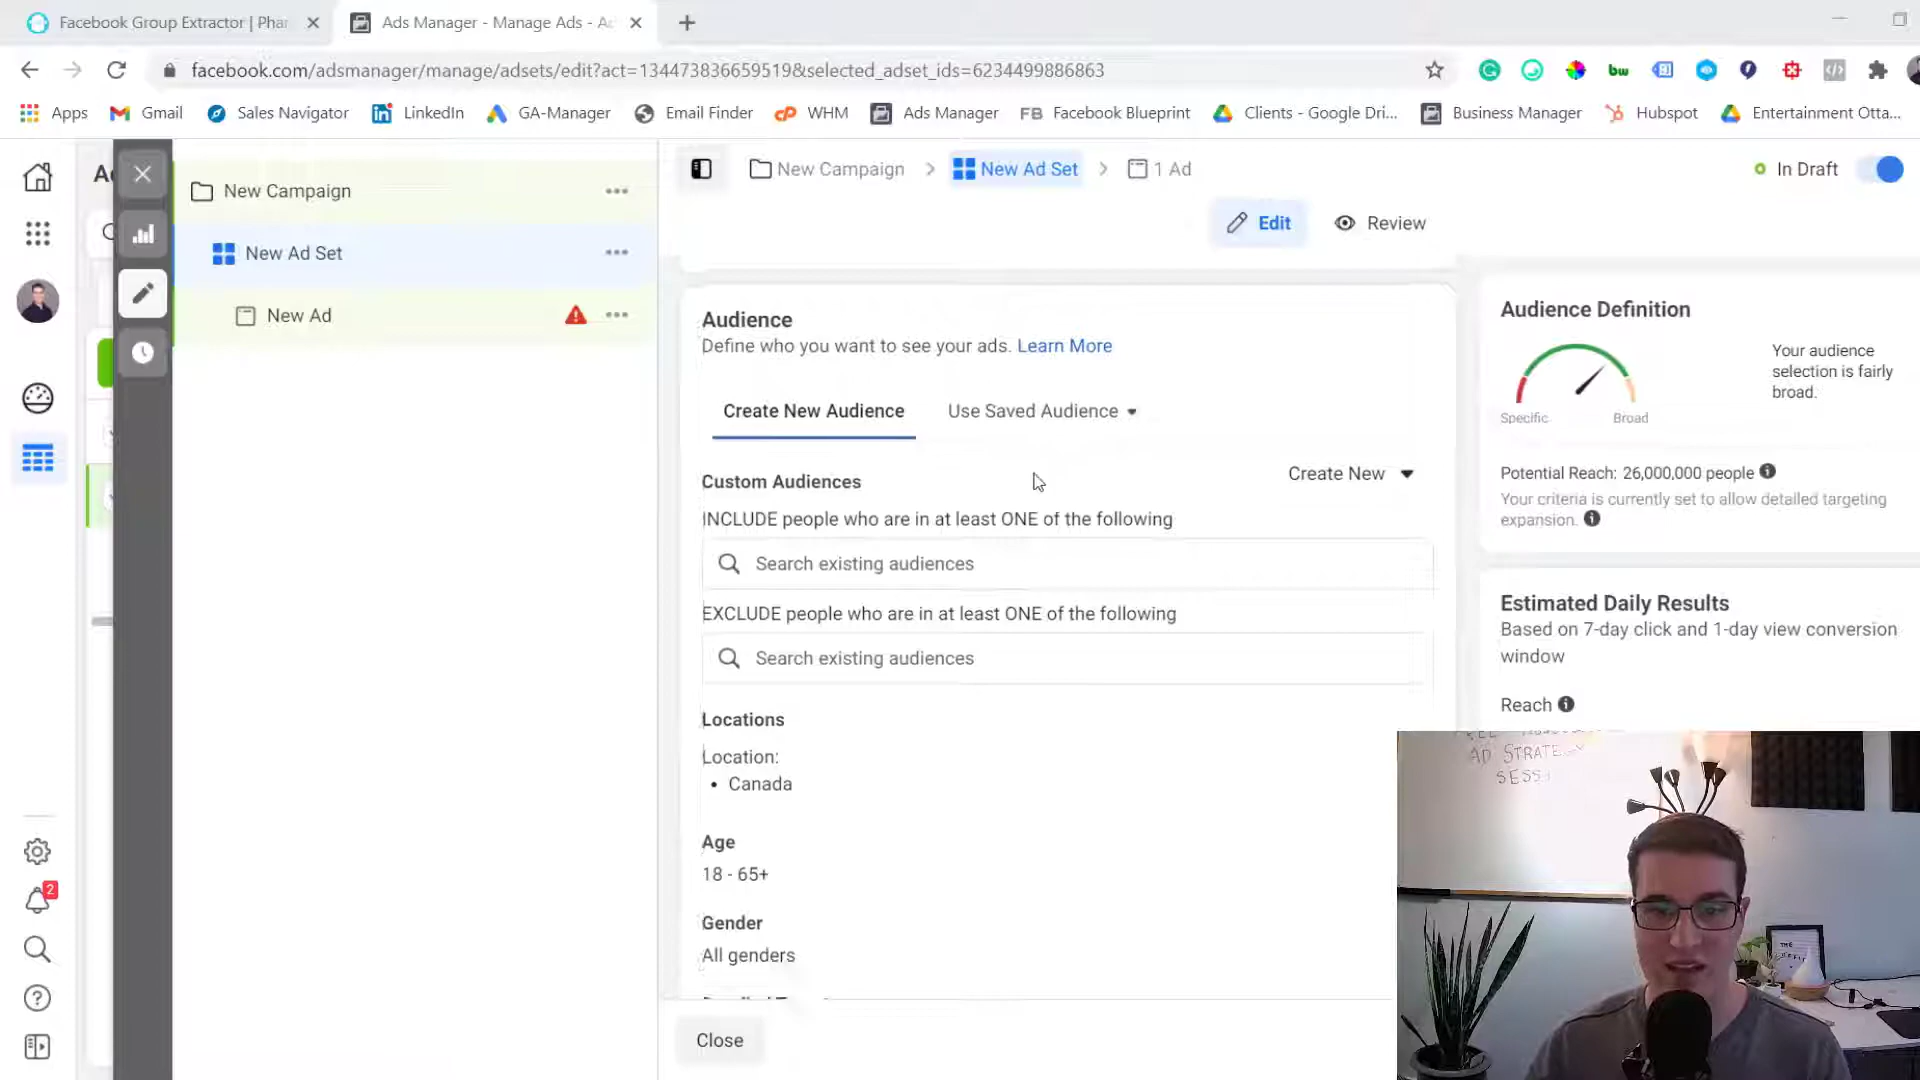 Facebook Group Extractor | Phan
Ads Manager - Manage Ads - Ac
facebook.com/adsmanager/manage/adsets/edit?act=134473836659519&selected_adset_ids=6234499886863
bw
Apps
Gmail
Sales Navigator
LinkedIn
GA-Manager
Email Finder
WHM
Ads Manager
FB Facebook Blueprint
Clients - Google Dri...
Business Manager
Hubspot
Entertainment Otta...
New Campaign
New Ad Set
New Ad
New Campaign
New Ad Set
1 Ad
In Draft
Edit
Review
Audience
Define who you want to see your ads. Learn More
Create New Audience
Use Saved Audience
Custom Audiences
Create New
INCLUDE people who are in at least ONE of the following
Search existing audiences
EXCLUDE people who are in at least ONE of the following
Search existing audiences
Locations
Location:
• Canada
Age
18 - 65+
Gender
All genders
Close
Audience Definition
Your audience
selection is fairly
broad.
Specific
Broad
Potential Reach: 26,000,000 people
Your criteria is currently set to allow detailed targeting
expansion.
Estimated Daily Results
Based on 7-day click and 1-day view conversion
window
Reach
2
AD
THE